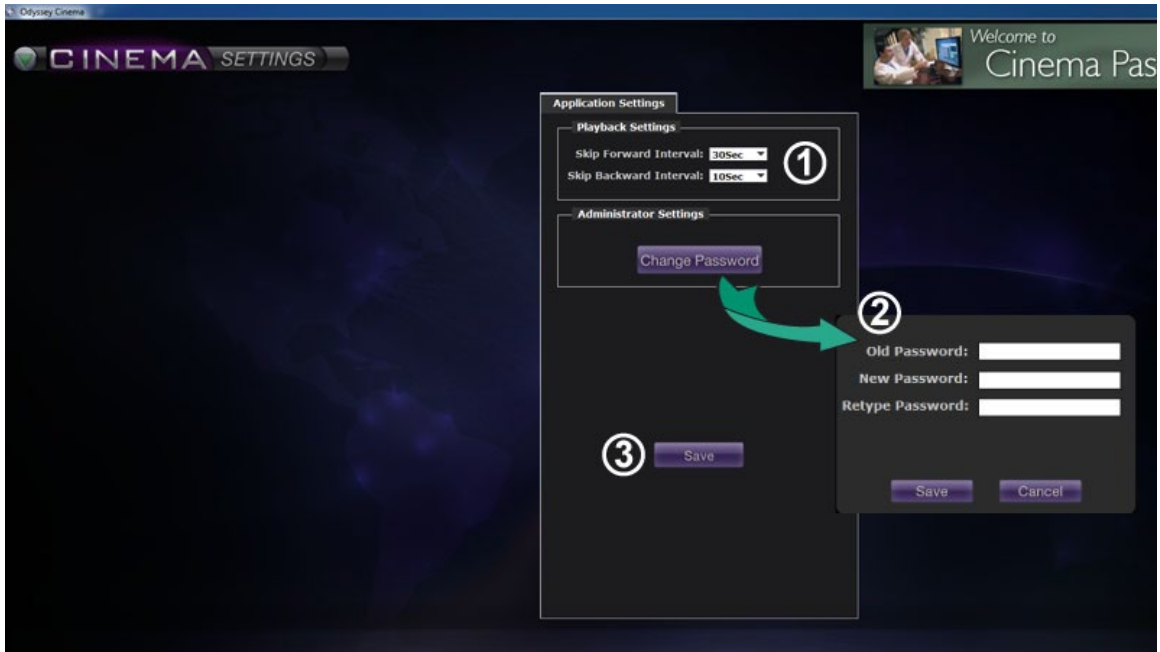 Odyssey Cinema
CINEMA SETTINGS
Welcome to
Cinema Pas
Application Settings
Playback Settings
Skip Forward Interval: 30Sec
Skip Backward Interval: 10Sec
1
Administrator Settings
Change Password
2
Old Password:
New Password:
Retype Password:
Save Cancel
3 Save